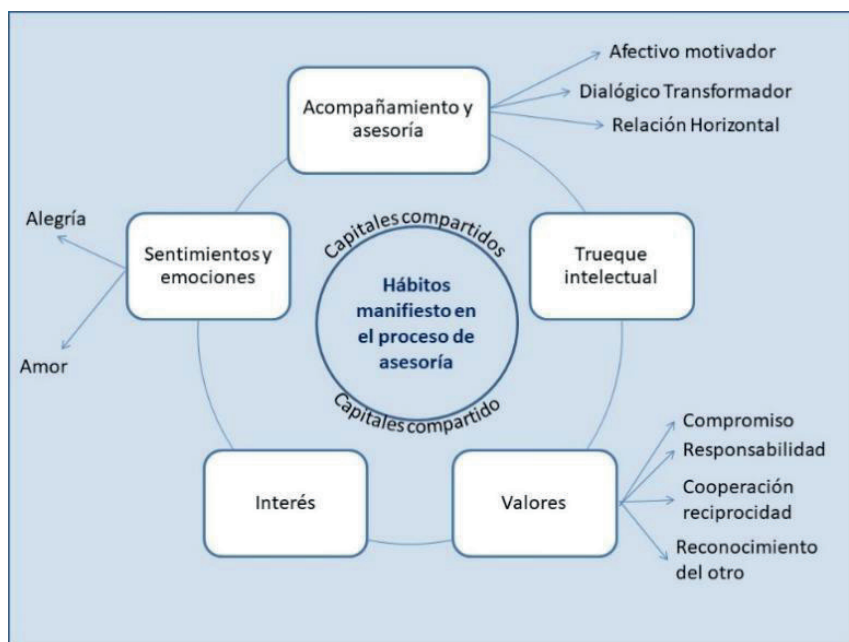 Acompañamiento y
asesoría
Afectivo motivador
Dialógico Transformador
Relación Horizontal
Alegría
Sentimientos y
emociones
Amor
Capitales compartidos
Hábitos
manifiesto en
el proceso de
asesoría
Capitales compartido
Trueque
intelectual
Interés
Valores
Compromiso
Responsabilidad
Cooperación
reciprocidad
Reconocimiento
del otro